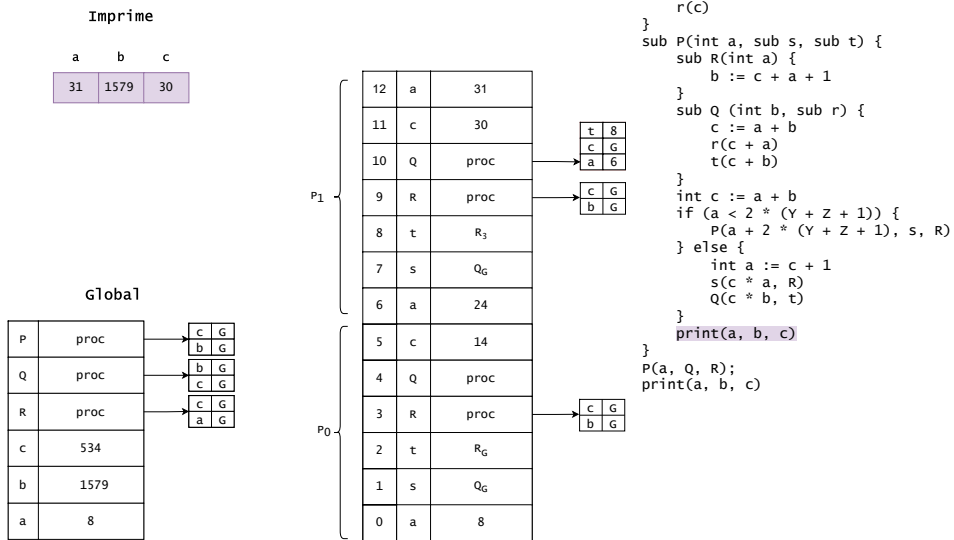 Imprime
a b c
31 1579 30
Global
P proc
c G
b G
Q proc
b G
c G
R proc
c G
a G
c 534
b 1579
a 8
P1
12 a 31
11 c 30
10 Q proc
t 8
c G
a 6
9 R proc
c G
b G
8 t R3
7 s QG
6 a 24
P0
5 c 14
4 Q proc
3 R proc
c G
b G
2 t RG
1 s QG
0 a 8
r(c)
}
sub P(int a, sub s, sub t) {
sub R(int a) {
b := c + a + 1
}
sub Q (int b, sub r) {
c := a + b
r(c + a)
t(c + b)
}
int c := a + b
if (a < 2 * (Y + Z + 1)) {
P(a + 2 * (Y + Z + 1), s, R)
} else {
int a := c + 1
s(c * a, R)
Q(c * b, t)
}
print(a, b, c)
}
P(a, Q, R);
print(a, b, c)